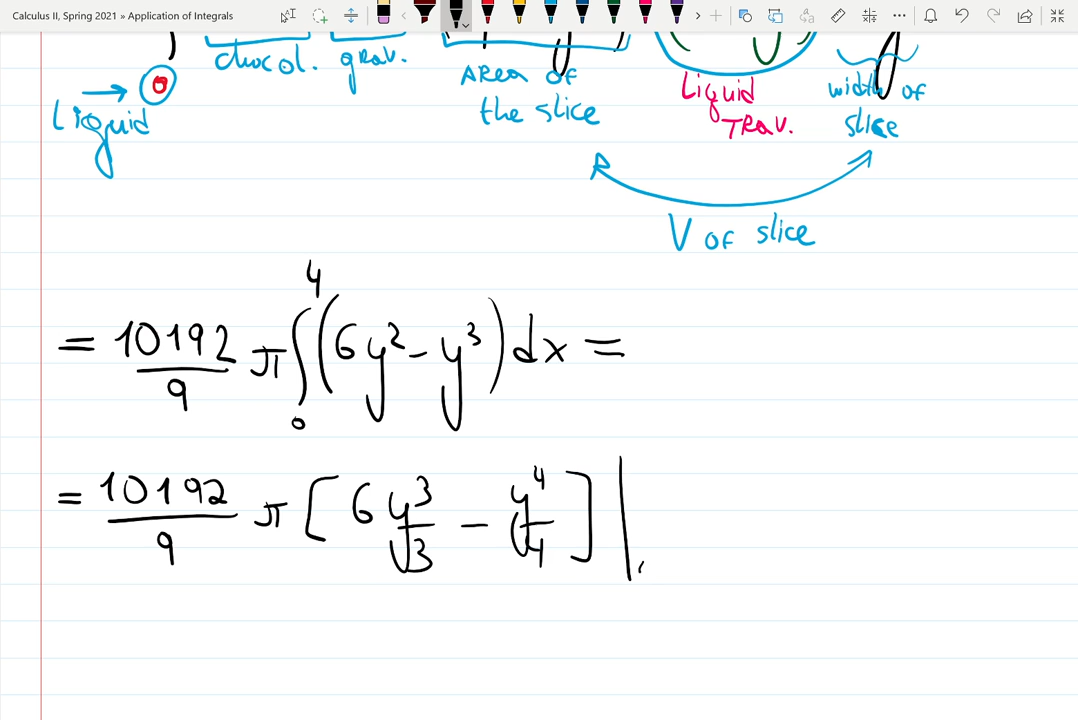 Calculus II, Spring 2021 » Application of Integrals
chocol. grav. AREA OF the slice Liquid TRAV. width of slice
Liquid
V OF slice
= 10192/9 π ∫₀⁴ (6y² - y³) dx =
= 10192/9 π [6 y³/3 - y⁴/4] |